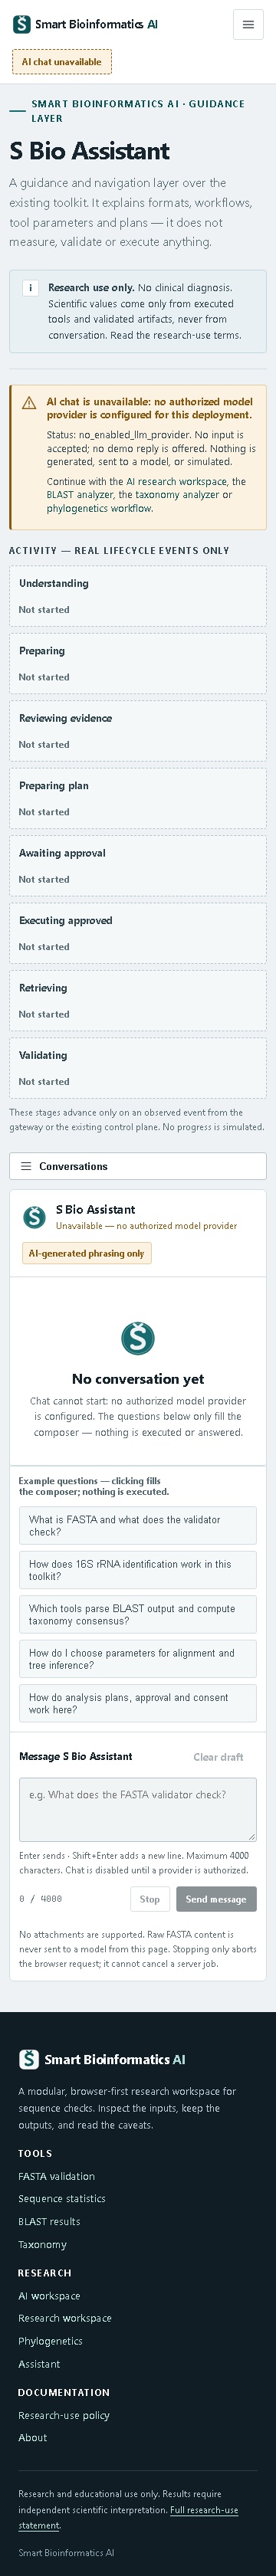 Smart Bioinformatics AI
AI chat unavailable
SMART BIOINFORMATICS AI · GUIDANCE
LAYER
S Bio Assistant
A guidance and navigation layer over the
existing toolkit. It explains formats, workflows,
tool parameters and plans — it does not
measure, validate or execute anything.
i
Research use only. No clinical diagnosis.
Scientific values come only from executed
tools and validated artifacts, never from
conversation. Read the research-use terms.
AI chat is unavailable: no authorized model
provider is configured for this deployment.
Status: no_enabled_llm_provider. No input is
accepted; no demo reply is offered. Nothing is
generated, sent to a model, or simulated.
Continue with the AI research workspace, the
BLAST analyzer, the taxonomy analyzer or
phylogenetics workflow.
ACTIVITY — REAL LIFECYCLE EVENTS ONLY
Understanding
Not started
Preparing
Not started
Reviewing evidence
Not started
Preparing plan
Not started
Awaiting approval
Not started
Executing approved
Not started
Retrieving
Not started
Validating
Not started
These stages advance only on an observed event from the
gateway or the existing control plane. No progress is simulated.
Conversations
S Bio Assistant
Unavailable — no authorized model provider
AI-generated phrasing only
No conversation yet
Chat cannot start: no authorized model provider
is configured. The questions below only fill the
composer — nothing is executed or answered.
Example questions — clicking fills
the composer; nothing is executed.
What is FASTA and what does the validator
check?
How does 16S rRNA identification work in this
toolkit?
Which tools parse BLAST output and compute
taxonomy consensus?
How do I choose parameters for alignment and
tree inference?
How do analysis plans, approval and consent
work here?
Message S Bio Assistant
Clear draft
e.g. What does the FASTA validator check?
Enter sends · Shift+Enter adds a new line. Maximum 4000
characters. Chat is disabled until a provider is authorized.
0 / 4000
Stop
Send message
No attachments are supported. Raw FASTA content is
never sent to a model from this page. Stopping only aborts
the browser request; it cannot cancel a server job.
Smart Bioinformatics AI
A modular, browser-first research workspace for
sequence checks. Inspect the inputs, keep the
outputs, and read the caveats.
TOOLS
FASTA validation
Sequence statistics
BLAST results
Taxonomy
RESEARCH
AI workspace
Research workspace
Phylogenetics
Assistant
DOCUMENTATION
Research-use policy
About
Research and educational use only. Results require
independent scientific interpretation. Full research-use
statement.
Smart Bioinformatics AI